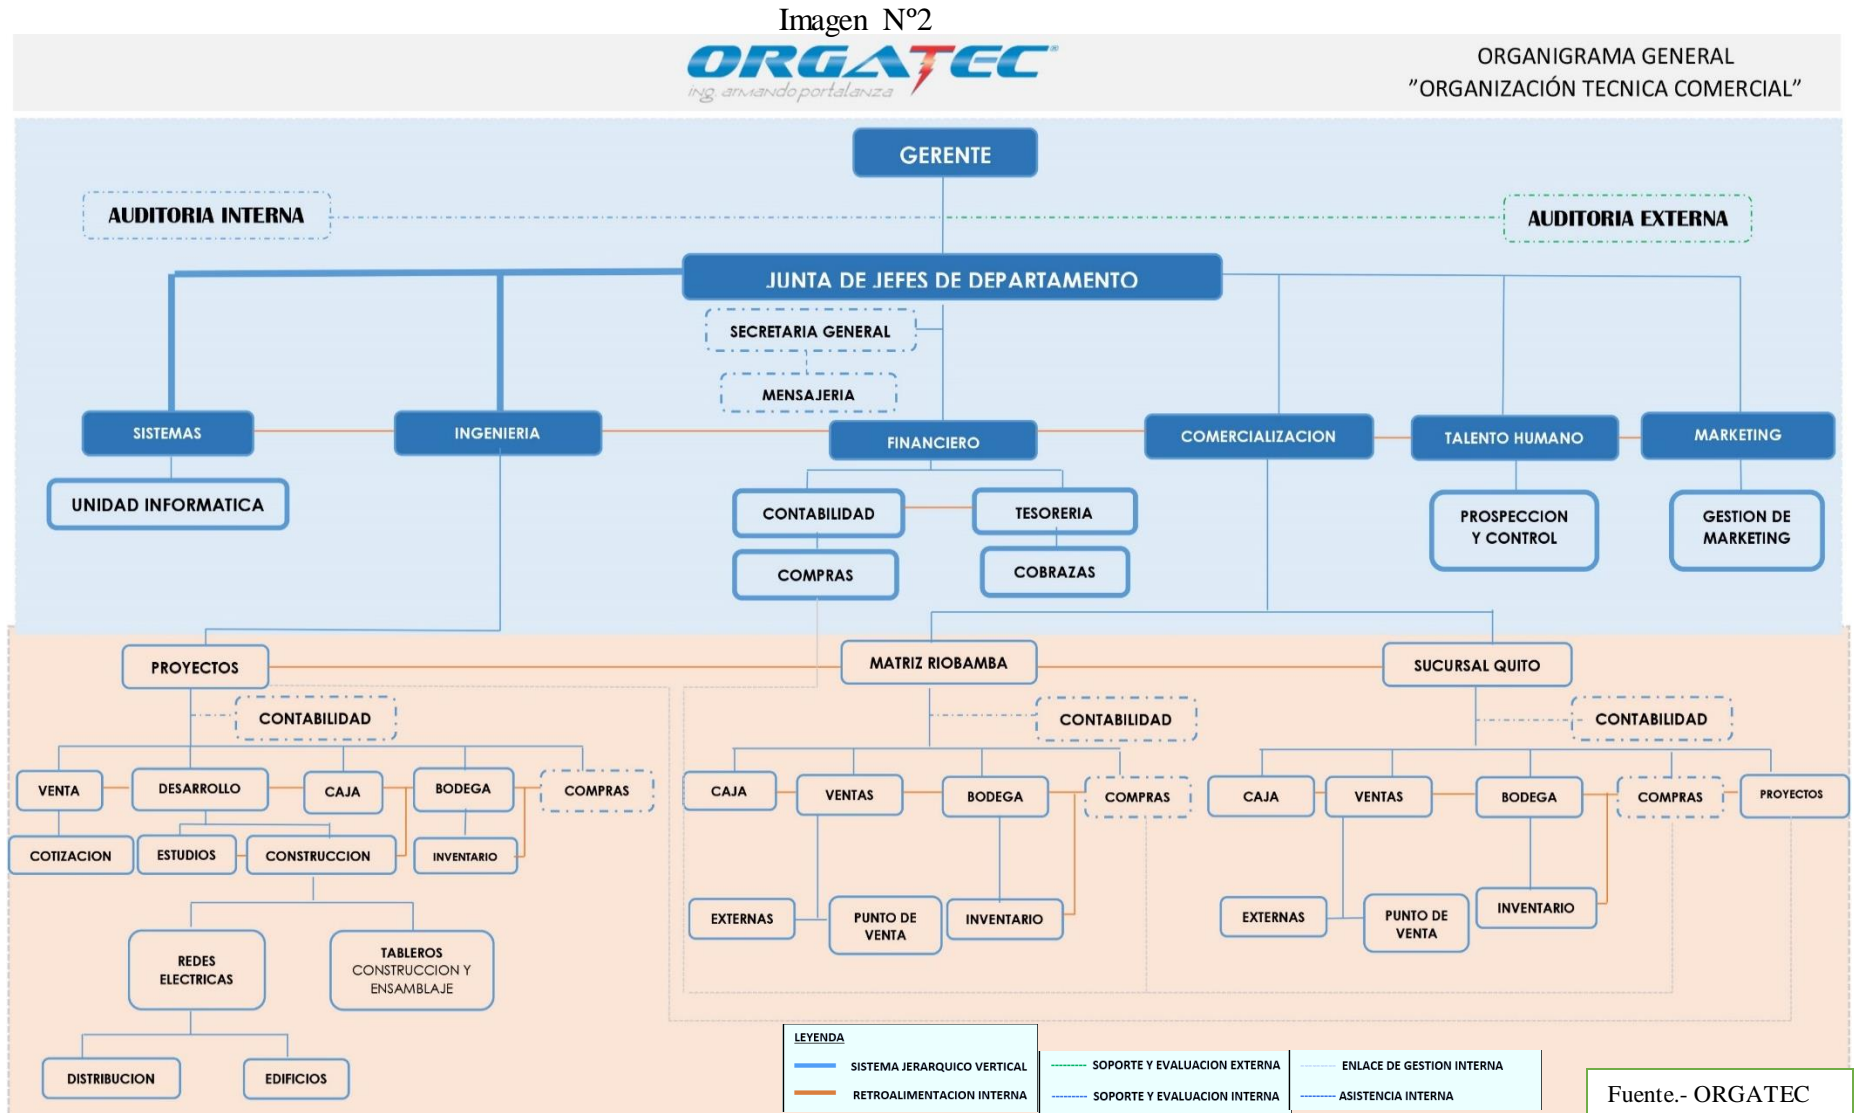 Imagen Nº2
ORGATEC®
ing. armando portalanza
ORGANIGRAMA GENERAL
”ORGANIZACIÓN TECNICA COMERCIAL”
GERENTE
AUDITORIA INTERNA
AUDITORIA EXTERNA
JUNTA DE JEFES DE DEPARTAMENTO
SECRETARIA GENERAL
MENSAJERIA
SISTEMAS
INGENIERIA
FINANCIERO
COMERCIALIZACION
TALENTO HUMANO
MARKETING
UNIDAD INFORMATICA
CONTABILIDAD
TESORERIA
PROSPECCION
Y CONTROL
GESTION DE
MARKETING
COMPRAS
COBRAZAS
PROYECTOS
MATRIZ RIOBAMBA
SUCURSAL QUITO
CONTABILIDAD
CONTABILIDAD
CONTABILIDAD
VENTA
DESARROLLO
CAJA
BODEGA
COMPRAS
CAJA
VENTAS
BODEGA
COMPRAS
CAJA
VENTAS
BODEGA
COMPRAS
PROYECTOS
COTIZACION
ESTUDIOS
CONSTRUCCION
INVENTARIO
EXTERNAS
PUNTO DE
VENTA
INVENTARIO
EXTERNAS
PUNTO DE
VENTA
INVENTARIO
REDES
ELECTRICAS
TABLEROS
CONSTRUCCION Y
ENSAMBLAJE
DISTRIBUCION
EDIFICIOS
LEYENDA
SISTEMA JERARQUICO VERTICAL
RETROALIMENTACION INTERNA
SOPORTE Y EVALUACION EXTERNA
SOPORTE Y EVALUACION INTERNA
ENLACE DE GESTION INTERNA
ASISTENCIA INTERNA
Fuente.- ORGATEC